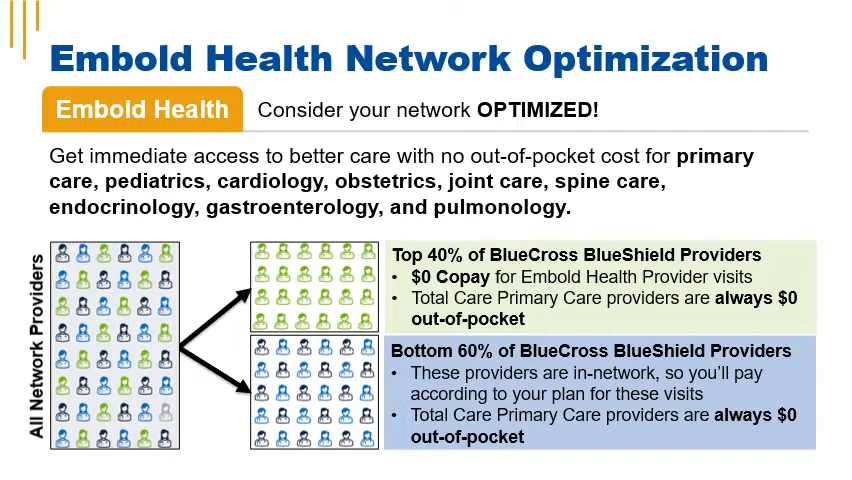 Embold Health Network Optimization
Embold Health
Consider your network OPTIMIZED!
Get immediate access to better care with no out-of-pocket cost for primary
care, pediatrics, cardiology, obstetrics, joint care, spine care,
endocrinology, gastroenterology, and pulmonology.
All Network Providers
Top 40% of BlueCross BlueShield Providers
• $0 Copay for Embold Health Provider visits
• Total Care Primary Care providers are always $0
out-of-pocket
Bottom 60% of BlueCross BlueShield Providers
• These providers are in-network, so you’ll pay
according to your plan for these visits
• Total Care Primary Care providers are always $0
out-of-pocket